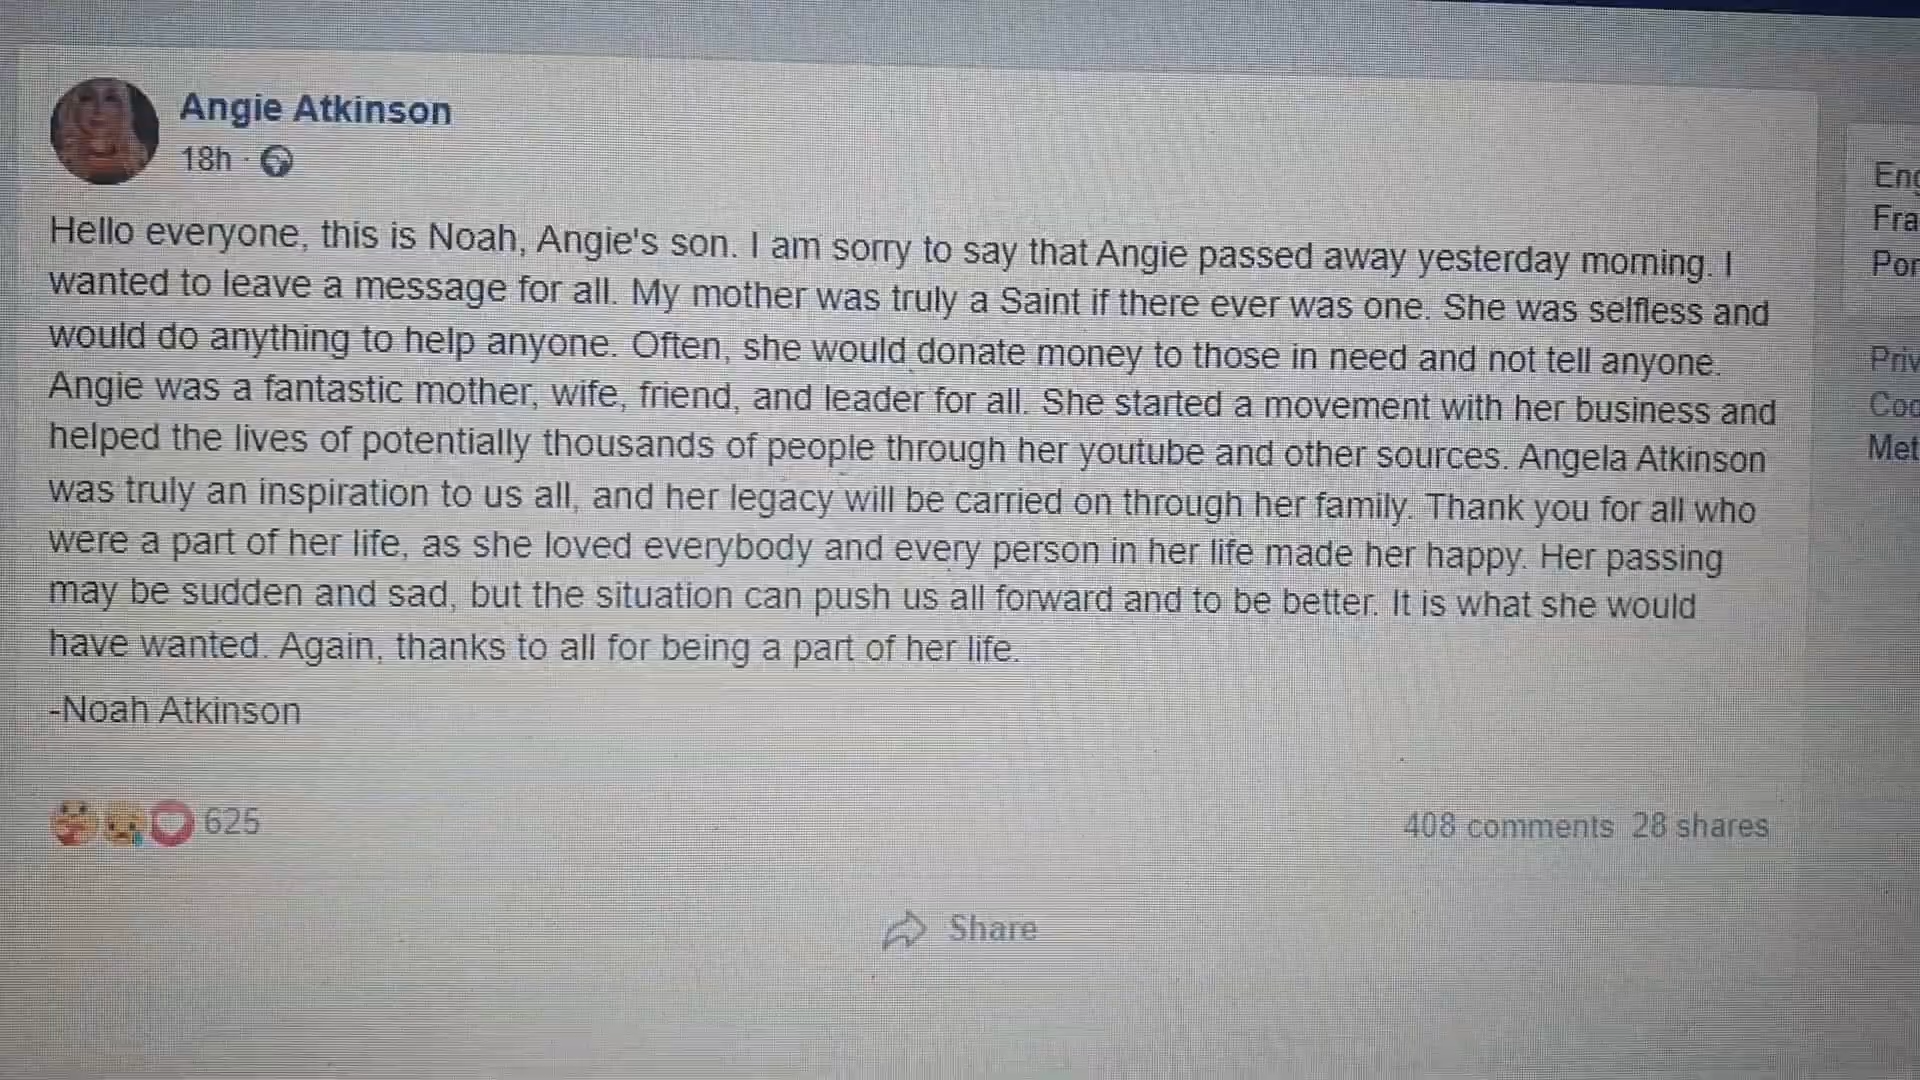 Angie Atkinson
18h ·
Hello everyone, this is Noah, Angie's son. I am sorry to say that Angie passed away yesterday morning. I
wanted to leave a message for all. My mother was truly a Saint if there ever was one. She was selfless and
would do anything to help anyone. Often, she would donate money to those in need and not tell anyone.
Angie was a fantastic mother, wife, friend, and leader for all. She started a movement with her business and
helped the lives of potentially thousands of people through her youtube and other sources. Angela Atkinson
was truly an inspiration to us all, and her legacy will be carried on through her family. Thank you for all who
were a part of her life, as she loved everybody and every person in her life made her happy. Her passing
may be sudden and sad, but the situation can push us all forward and to be better. It is what she would
have wanted. Again, thanks to all for being a part of her life.
-Noah Atkinson
625
408 comments 28 shares
Share
Eng
Fra
Por
Priv
Coo
Met